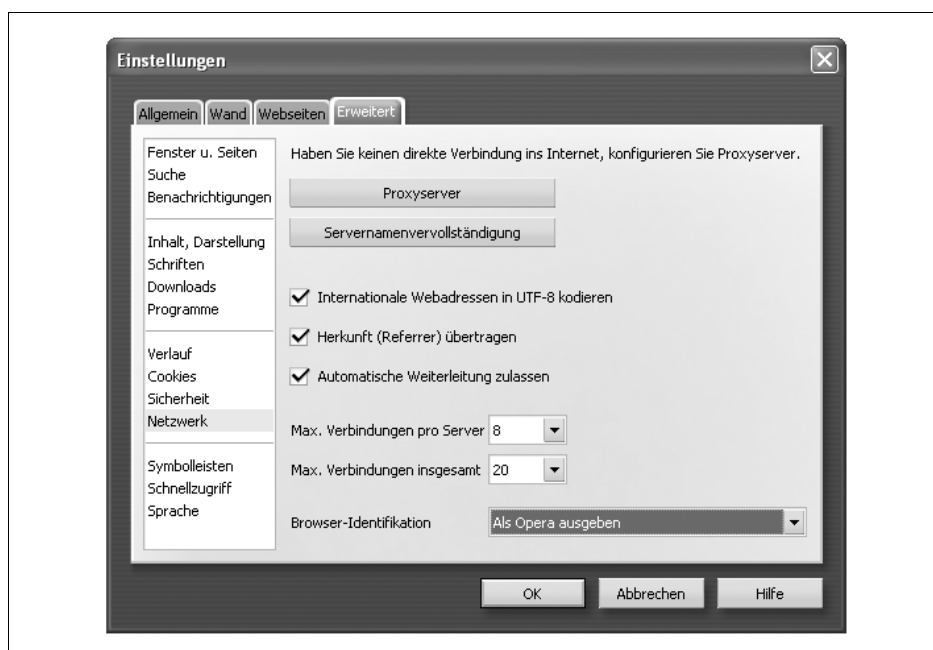 Einstellungen
Allgemein Wand Webseiten Erweitert
Fenster u. Seiten
Suche
Benachrichtigungen
Inhalt, Darstellung
Schriften
Downloads
Programme
Verlauf
Cookies
Sicherheit
Netzwerk
Symbolleisten
Schnellzugriff
Sprache
Haben Sie keinen direkte Verbindung ins Internet, konfigurieren Sie Proxyserver.
Proxyserver
Servernamenvervollständigung
Internationale Webadressen in UTF-8 kodieren
Herkunft (Referrer) übertragen
Automatische Weiterleitung zulassen
Max. Verbindungen pro Server 8
Max. Verbindungen insgesamt 20
Browser-Identifikation Als Opera ausgeben
OK Abbrechen Hilfe